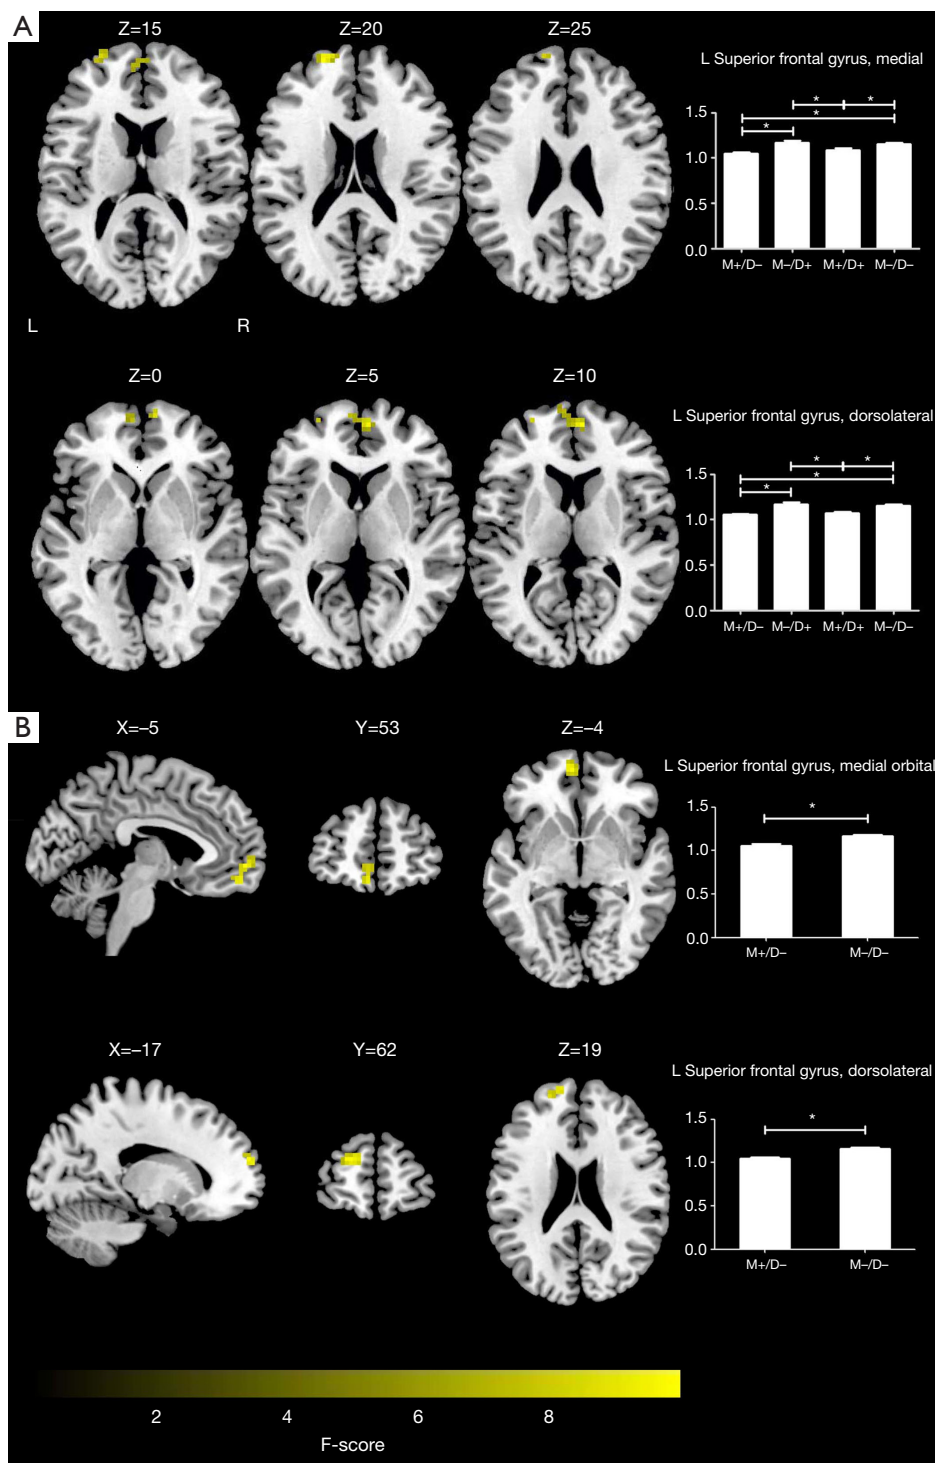 A
Z=15 Z=20 Z=25
L Superior frontal gyrus, medial
1.5
* *
*
*
1.0
0.5
0.0
M+/D– M–/D+ M+/D+ M–/D–
L R
Z=0 Z=5 Z=10
L Superior frontal gyrus, dorsolateral
1.5
* *
*
*
1.0
0.5
0.0
M+/D– M–/D+ M+/D+ M–/D–
B
X=–5 Y=53 Z=–4
L Superior frontal gyrus, medial orbital
1.5
*
1.0
0.5
0.0
M+/D– M–/D–
X=–17 Y=62 Z=19
L Superior frontal gyrus, dorsolateral
1.5
*
1.0
0.5
0.0
M+/D– M–/D–
2 4 6 8
F-score